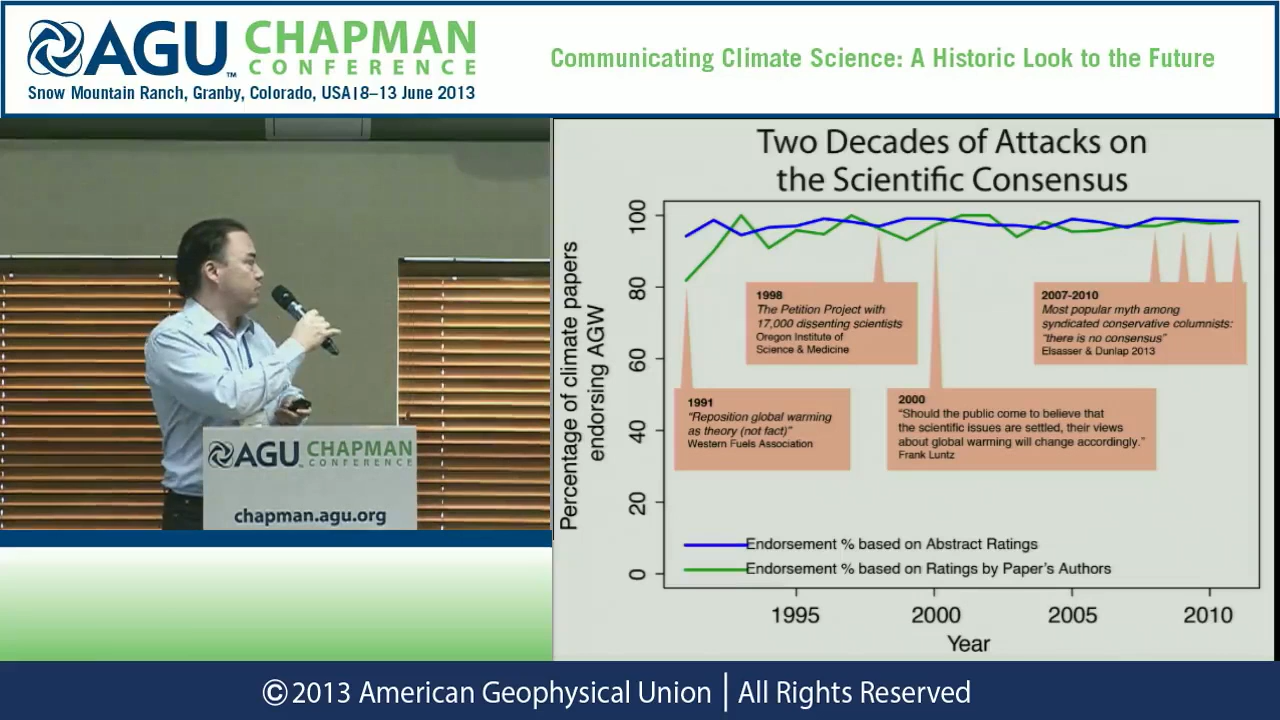 AGU CHAPMAN
CONFERENCE
Snow Mountain Ranch, Granby, Colorado, USA|8–13 June 2013
Communicating Climate Science: A Historic Look to the Future
AGU CHAPMAN
CONFERENCE
chapman.agu.org
Two Decades of Attacks on
the Scientific Consensus
Percentage of climate papers
endorsing AGW
100
80
60
40
20
0
1998
The Petition Project with
17,000 dissenting scientists
Oregon Institute of
Science & Medicine
2007-2010
Most popular myth among
syndicated conservative columnists:
"there is no consensus"
Elsasser & Dunlap 2013
1991
"Reposition global warming
as theory (not fact)"
Western Fuels Association
2000
"Should the public come to believe that
the scientific issues are settled, their views
about global warming will change accordingly."
Frank Luntz
Endorsement % based on Abstract Ratings
Endorsement % based on Ratings by Paper's Authors
1995
2000
2005
2010
Year
©2013 American Geophysical Union | All Rights Reserved